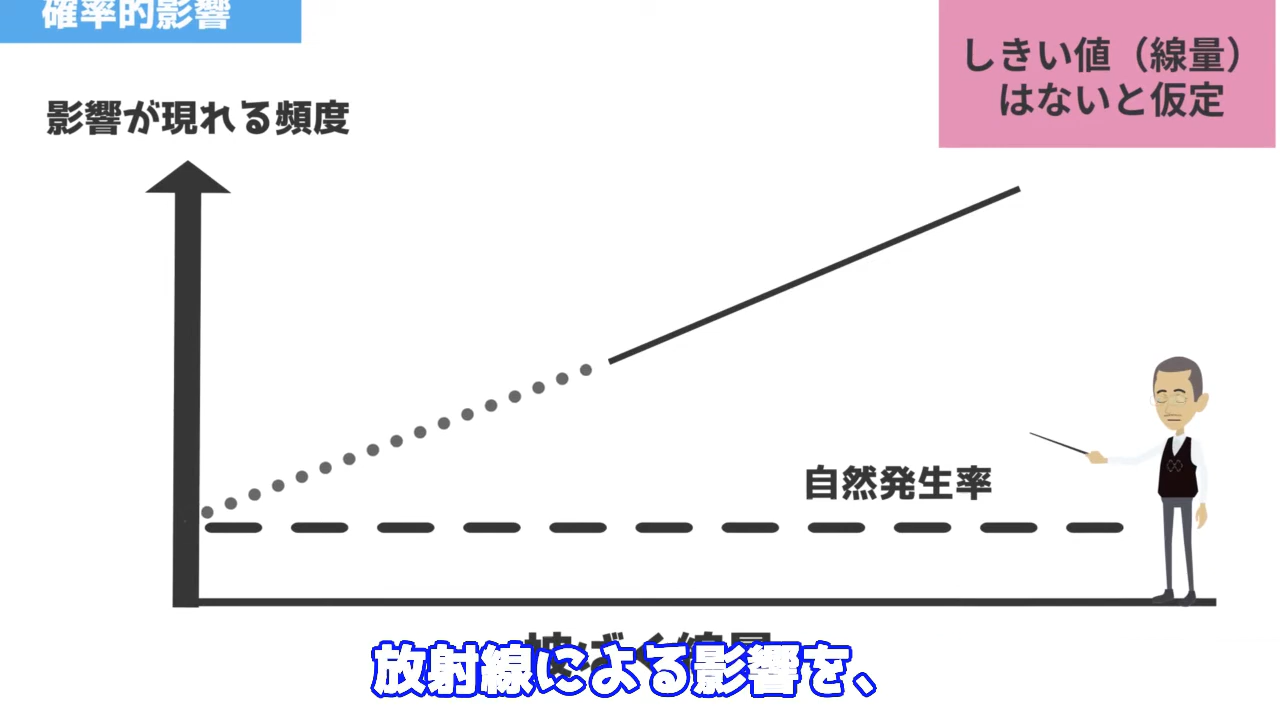 確率的影響
しきい値（線量）
はないと仮定
影響が現れる頻度
自然発生率
放射線による影響を、